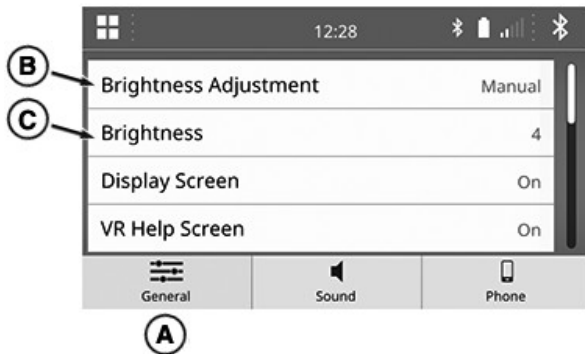 12:28
B
Brightness Adjustment Manual
C
Brightness 4
Display Screen On
VR Help Screen On
General Sound Phone
A